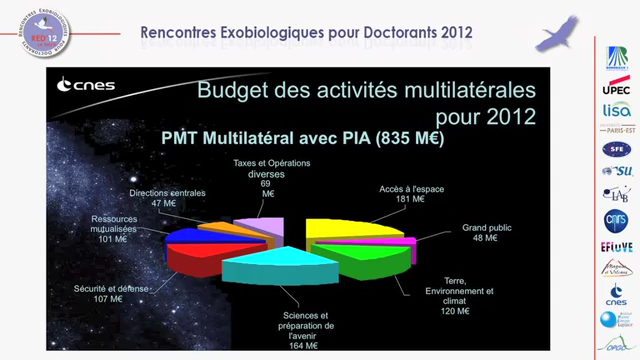 Rencontres Exobiologiques pour Doctorants 2012
RED'12
cnes
Budget des activités multilatérales
pour 2012
PMT Multilatéral avec PIA (835 M€)
Taxes et Opérations
diverses
69
M€
Directions centrales
47 M€
Accès à l'espace
181 M€
Ressources
mutualisées
101 M€
Grand public
48 M€
Sécurité et défense
107 M€
Terre,
Environnement et
climat
120 M€
Sciences et
préparation de
l'avenir
164 M€
UPEC
lisa
PARIS-EST
SFE
CNRS
EFLUVE
cnes
OPGC